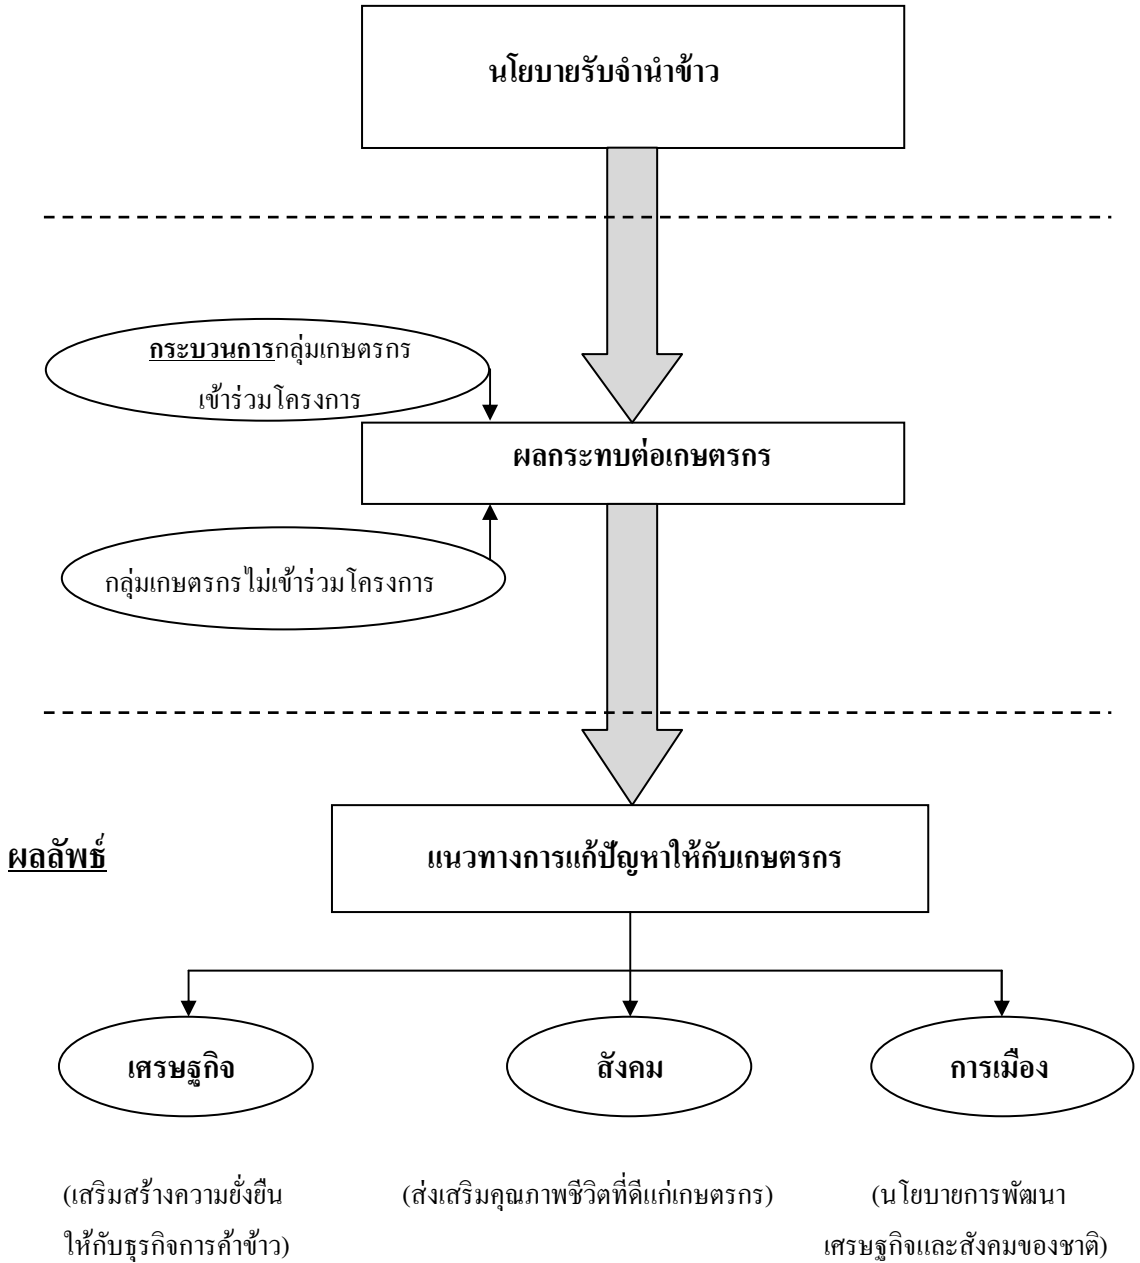 นโยบายรับจำนำข้าว
กระบวนการกลุ่มเกษตรกร
เข้าร่วมโครงการ
ผลกระทบต่อเกษตรกร
กลุ่มเกษตรกรไม่เข้าร่วมโครงการ
ผลลัพธ์
แนวทางการแก้ปัญหาให้กับเกษตรกร
เศรษฐกิจ
สังคม
การเมือง
(เสริมสร้างความยั่งยืน
ให้กับธุรกิจการค้าข้าว)
(ส่งเสริมคุณภาพชีวิตที่ดีแก่เกษตรกร)
(นโยบายการพัฒนา
เศรษฐกิจและสังคมของชาติ)